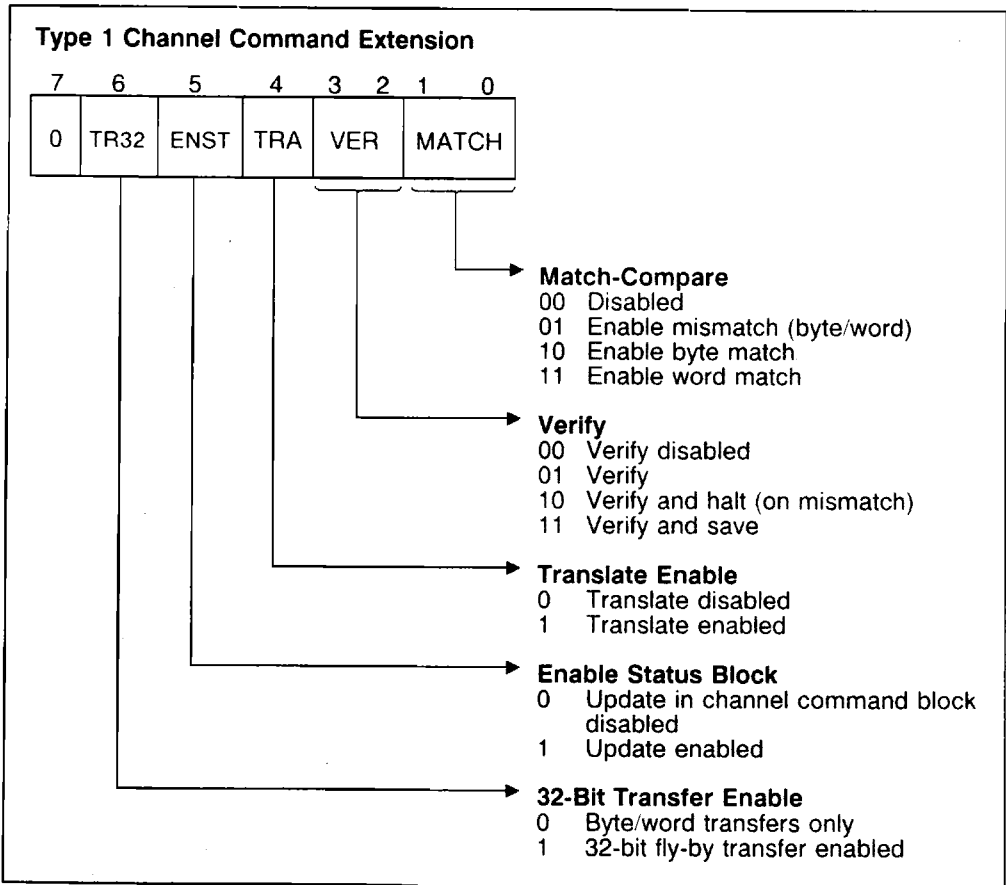 Type 1 Channel Command Extension
7 6 5 4 3 2 1 0
0 TR32 ENST TRA VER MATCH
Match-Compare
00 Disabled
01 Enable mismatch (byte/word)
10 Enable byte match
11 Enable word match
Verify
00 Verify disabled
01 Verify
10 Verify and halt (on mismatch)
11 Verify and save
Translate Enable
0 Translate disabled
1 Translate enabled
Enable Status Block
0 Update in channel command block
disabled
1 Update enabled
32-Bit Transfer Enable
0 Byte/word transfers only
1 32-bit fly-by transfer enabled